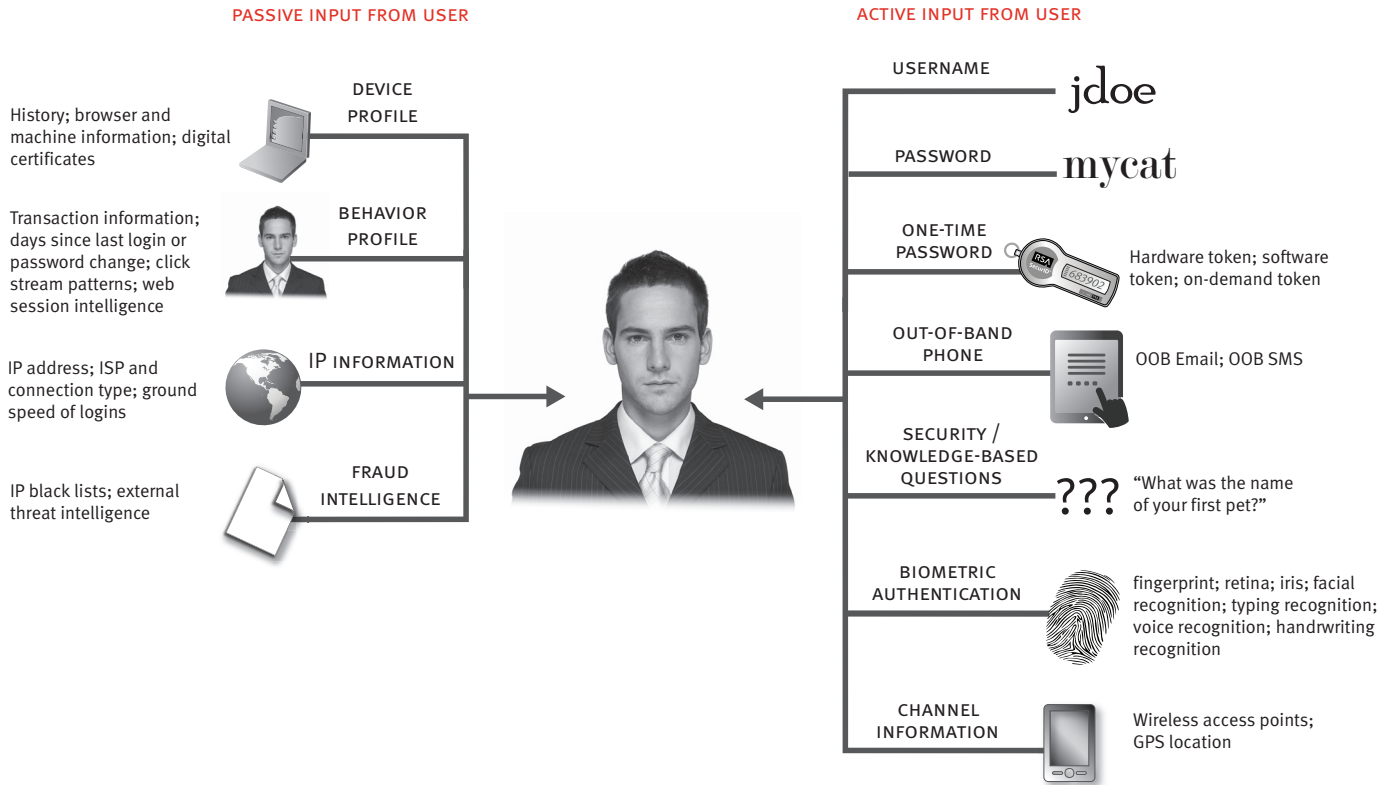 PASSIVE INPUT FROM USER
DEVICE
PROFILE
History; browser and
machine information; digital
certificates
BEHAVIOR
PROFILE
Transaction information;
days since last login or
password change; click
stream patterns; web
session intelligence
IP INFORMATION
IP address; ISP and
connection type; ground
speed of logins
FRAUD
INTELLIGENCE
IP black lists; external
threat intelligence
ACTIVE INPUT FROM USER
USERNAME
jdoe
PASSWORD
mycat
ONE-TIME
PASSWORD
RSA
SecurID
683902
Hardware token; software
token; on-demand token
OUT-OF-BAND
PHONE
OOB Email; OOB SMS
SECURITY /
KNOWLEDGE-BASED
QUESTIONS
???
“What was the name
of your first pet?”
BIOMETRIC
AUTHENTICATION
fingerprint; retina; iris; facial
recognition; typing recognition;
voice recognition; handrwriting
recognition
CHANNEL
INFORMATION
Wireless access points;
GPS location